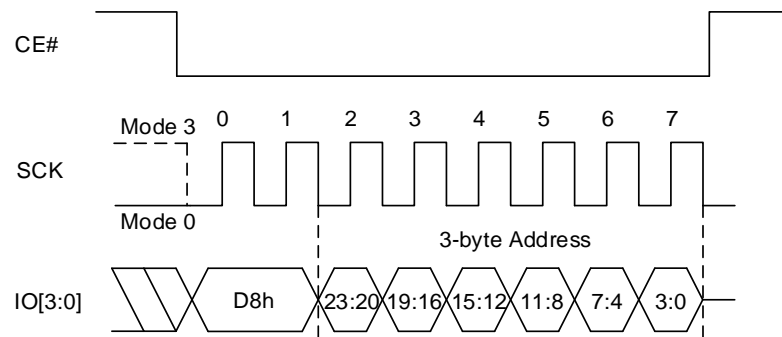 CE#
Mode 3 0 1 2 3 4 5 6 7
SCK
Mode 0
3-byte Address
IO[3:0] D8h 23:20 19:16 15:12 11:8 7:4 3:0